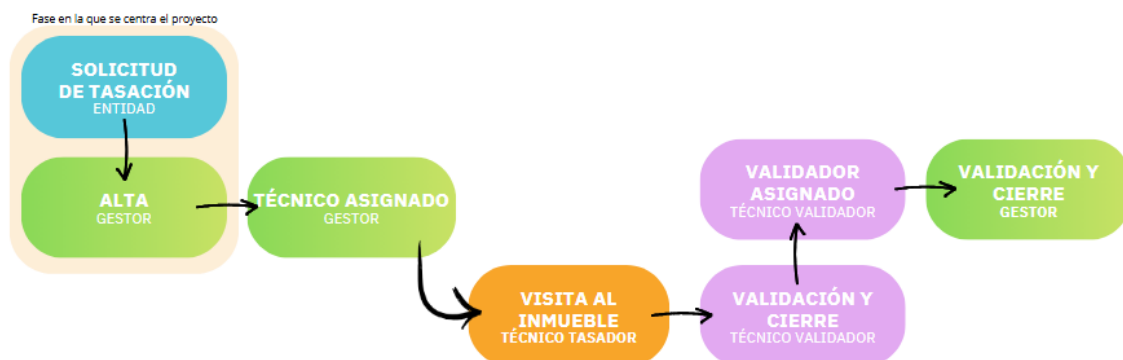 Fase en la que se centra el proyecto
SOLICITUD
DE TASACIÓN
ENTIDAD
ALTA
GESTOR
TÉCNICO ASIGNADO
GESTOR
VISITA AL
INMUEBLE
TÉCNICO TASADOR
VALIDACIÓN Y
CIERRE
TÉCNICO VALIDADOR
VALIDADOR
ASIGNADO
TÉCNICO VALIDADOR
VALIDACIÓN Y
CIERRE
GESTOR